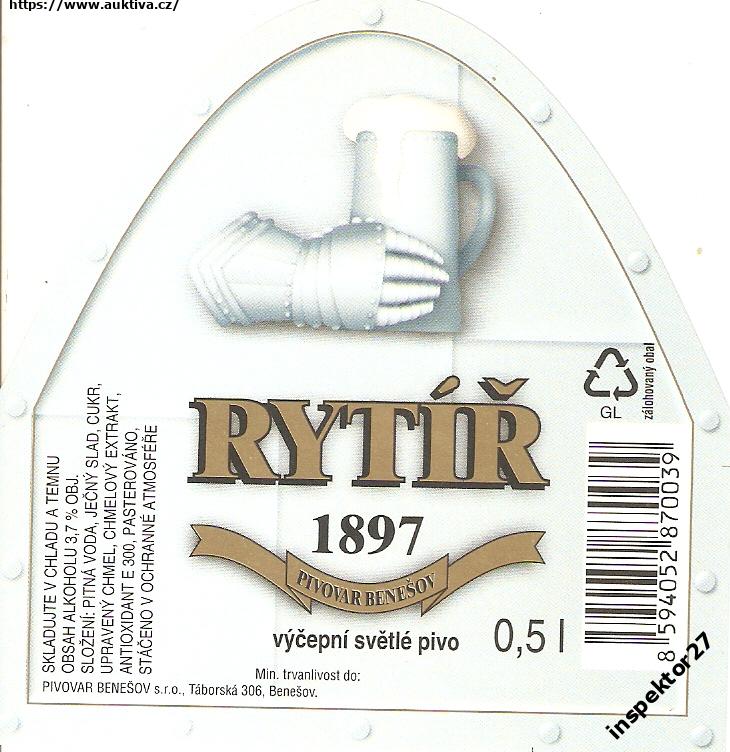 https://www.auktiva.cz/
RYTÍŘ
1897
PIVOVAR BENEŠOV
výčepní světlé pivo
0,5 l
Min. trvanlivost do:
PIVOVAR BENEŠOV s.r.o., Táborská 306, Benešov.
SKLADUJTE V CHLADU A TEMNU
OBSAH ALKOHOLU 3,7 % OBJ.
SLOŽENÍ: PITNÁ VODA, JEČNÝ SLAD, CUKR,
UPRAVENÝ CHMEL, CHMELOVÝ EXTRAKT,
ANTIOXIDANT E 300, PASTEROVÁNO,
STÁČENO V OCHRANNÉ ATMOSFÉŘE
GL
zálohovaný obal
8 594052 870039
inspektor27